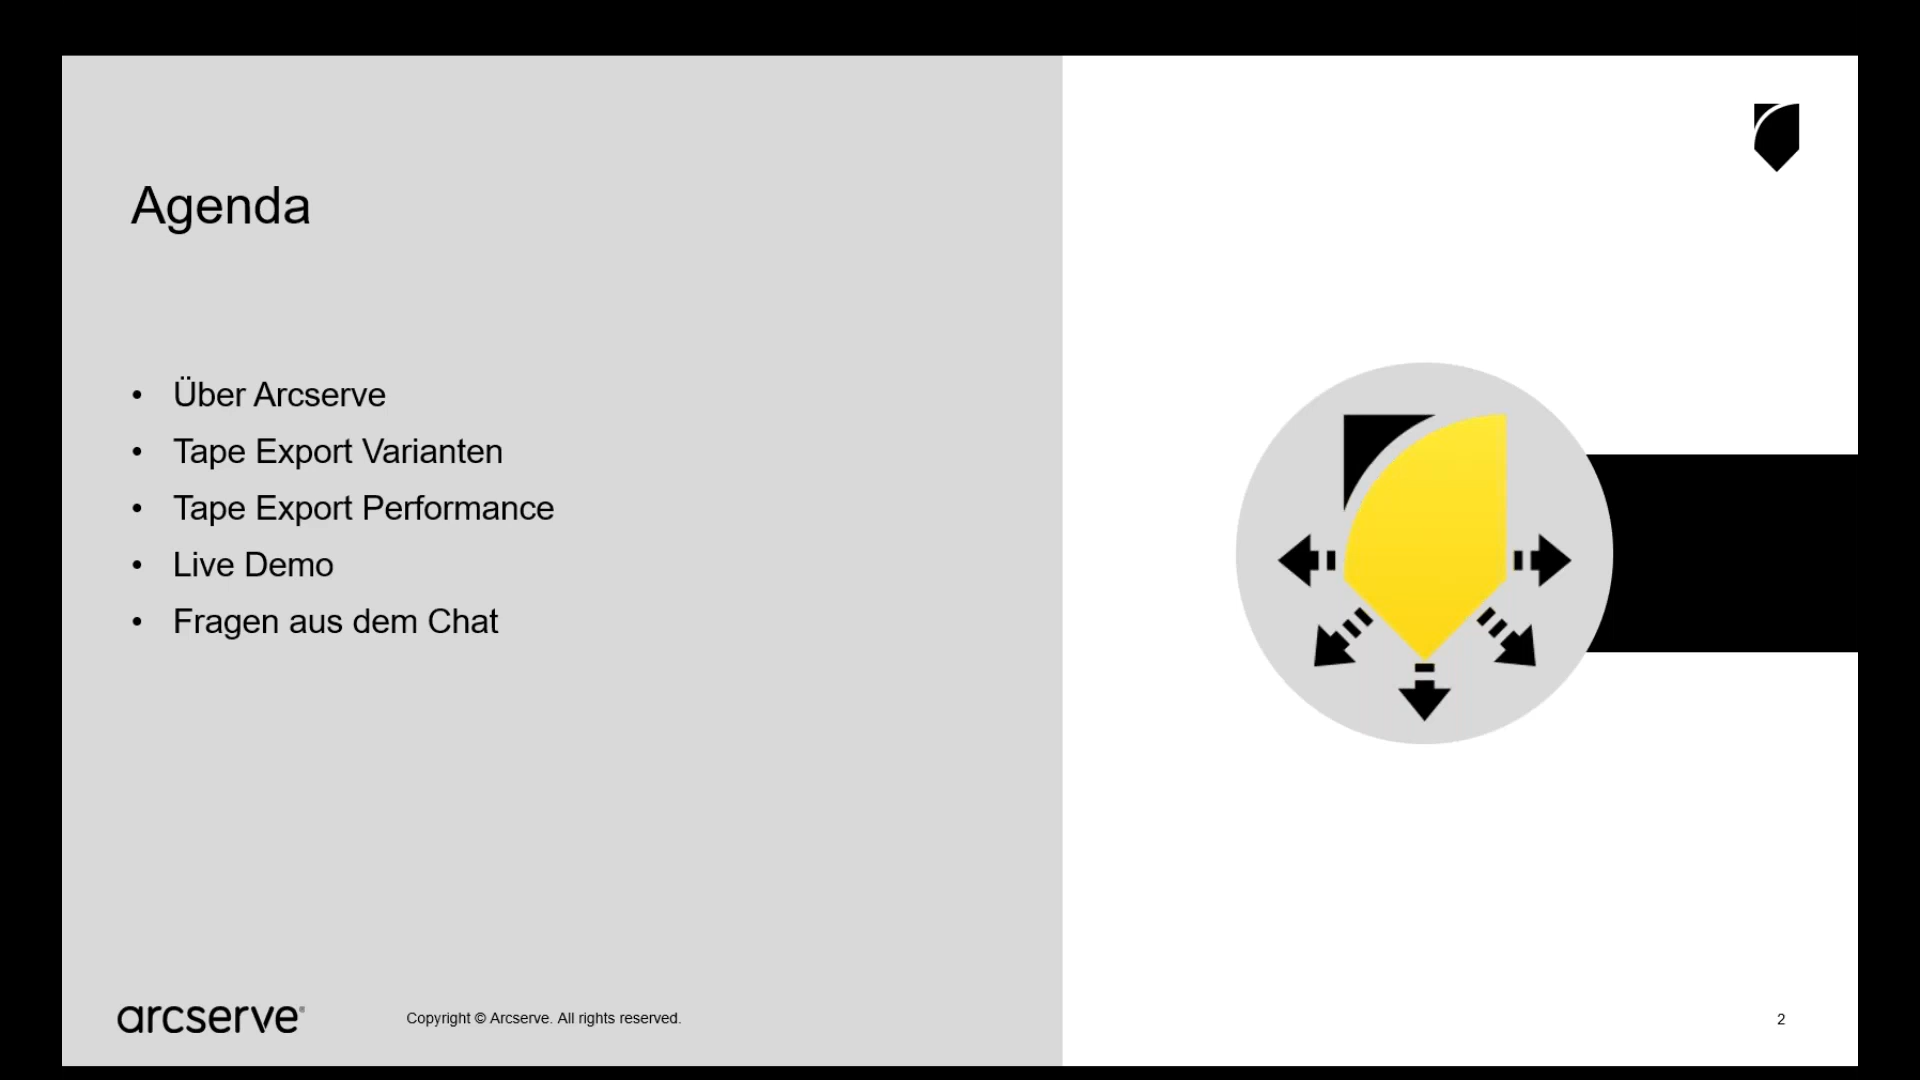 Agenda
• Über Arcserve
• Tape Export Varianten
• Tape Export Performance
• Live Demo
• Fragen aus dem Chat
arcserve®
Copyright © Arcserve. All rights reserved.
2